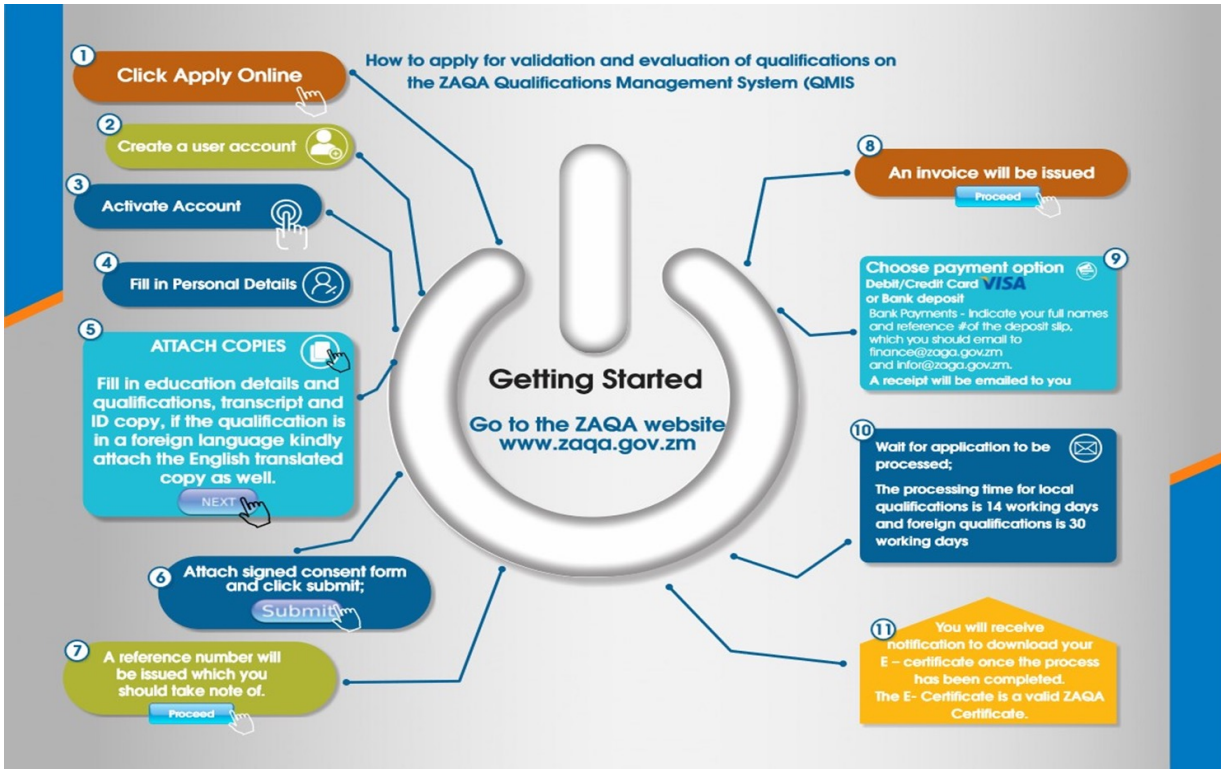 How to apply for validation and evaluation of qualifications on
the ZAQA Qualifications Management System (QMIS
1
Click Apply Online
2
Create a user account
3
Activate Account
4
Fill in Personal Details
5
ATTACH COPIES
Fill in education details and
qualifications, transcript and
ID copy, if the qualification is
in a foreign language kindly
attach the English translated
copy as well.
NEXT
6
Attach signed consent form
and click submit;
Submit
7
A reference number will
be issued which you
should take note of.
Proceed
Getting Started
Go to the ZAQA website
www.zaqa.gov.zm
8
An invoice will be issued
Proceed
9
Choose payment option
Debit/Credit Card VISA
or Bank deposit
Bank Payments - Indicate your full names
and reference #of the deposit slip,
which you should email to
finance@zaga.gov.zm
and infor@zaga.gov.zm.
A receipt will be emailed to you
10
Wait for application to be
processed;
The processing time for local
qualifications is 14 working days
and foreign qualifications is 30
working days
11
You will receive
notification to download your
E – certificate once the process
has been completed.
The E- Certificate is a valid ZAQA
Certificate.